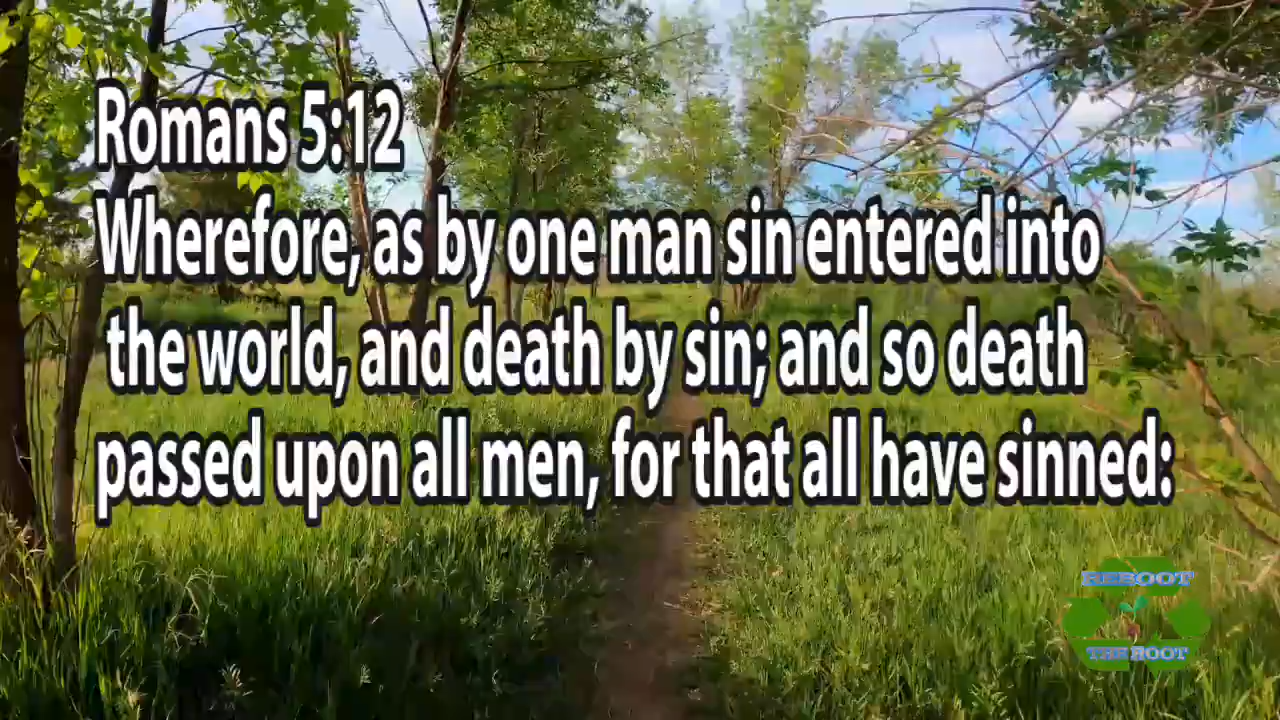 Romans 5:12
Wherefore, as by one man sin entered into
the world, and death by sin; and so death
passed upon all men, for that all have sinned:
REBOOT
THE ROOT